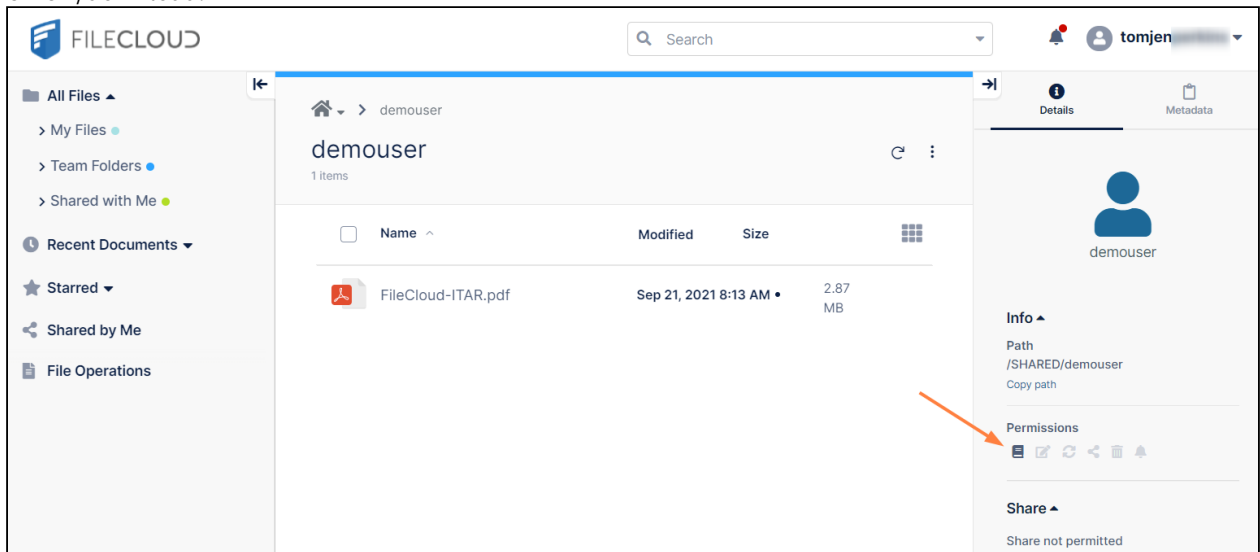 FILECLOUD
Search
tomjen
All Files
My Files
Team Folders
Shared with Me
Recent Documents
Starred
Shared by Me
File Operations
demouser
demouser
1 items
Name Modified Size
FileCloud-ITAR.pdf Sep 21, 2021 8:13 AM 2.87
MB
Details Metadata
demouser
Info
Path
/SHARED/demouser
Copy path
Permissions
Share
Share not permitted